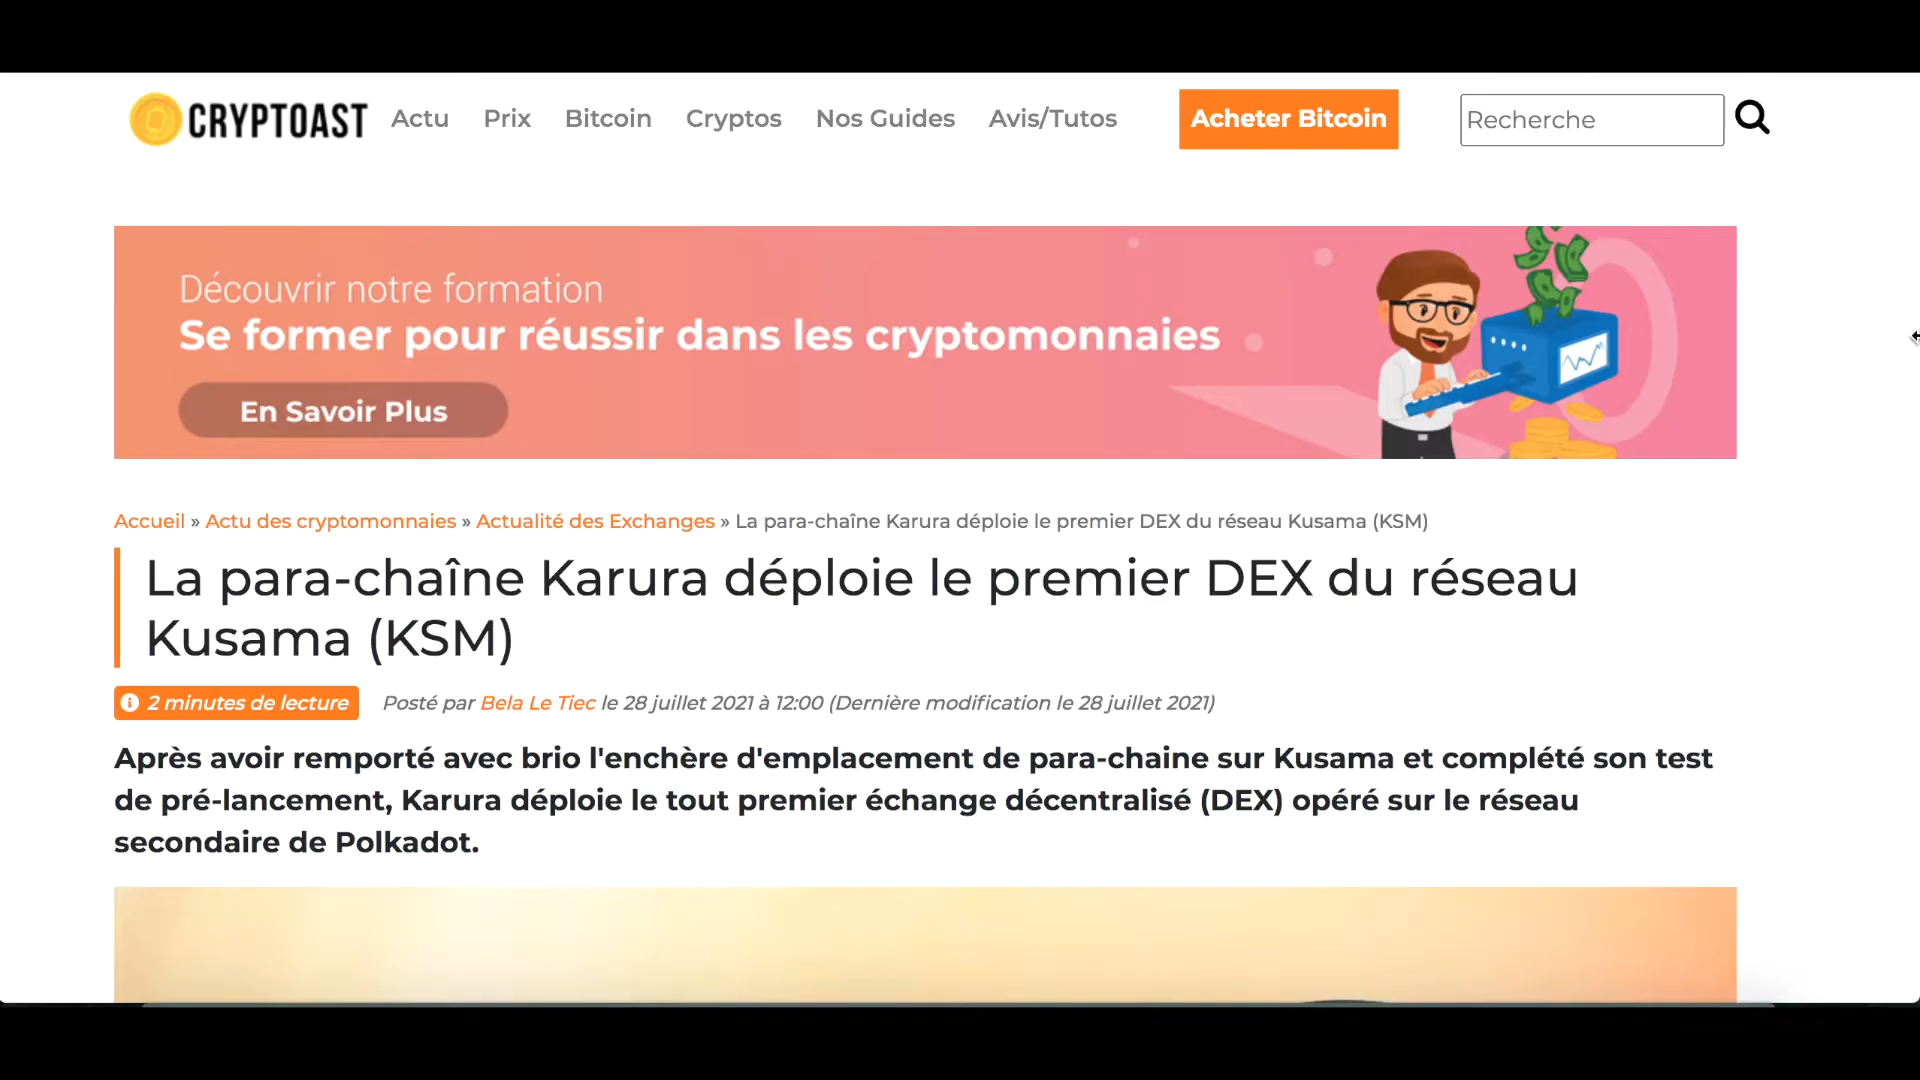 CRYPTOAST
Actu
Prix
Bitcoin
Cryptos
Nos Guides
Avis/Tutos
Acheter Bitcoin
Recherche
Découvrir notre formation
Se former pour réussir dans les cryptomonnaies
En Savoir Plus
Accueil » Actu des cryptomonnaies » Actualité des Exchanges » La para-chaîne Karura déploie le premier DEX du réseau Kusama (KSM)
La para-chaîne Karura déploie le premier DEX du réseau
Kusama (KSM)
2 minutes de lecture
Posté par Bela Le Tiec le 28 juillet 2021 à 12:00 (Dernière modification le 28 juillet 2021)
Après avoir remporté avec brio l'enchère d'emplacement de para-chaine sur Kusama et complété son test
de pré-lancement, Karura déploie le tout premier échange décentralisé (DEX) opéré sur le réseau
secondaire de Polkadot.